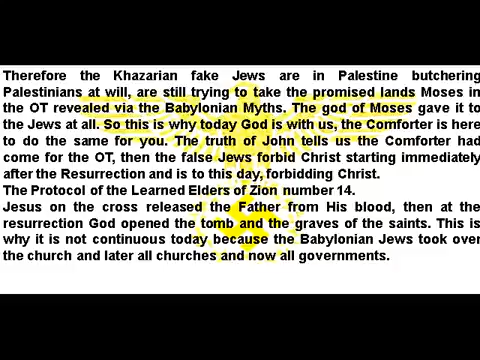 Therefore the Khazarian fake Jews are in Palestine butchering
Palestinians at will, are still trying to take the promised lands Moses in
the OT revealed via the Babylonian Myths. The god of Moses gave it to
the Jews at all. So this is why today God is with us, the Comforter is here
to do the same for you. The truth of John tells us the Comforter had
come for the OT, then the false Jews forbid Christ starting immediately
after the Resurrection and is to this day, forbidding Christ.
The Protocol of the Learned Elders of Zion number 14.
Jesus on the cross released the Father from His blood, then at the
resurrection God opened the tomb and the graves of the saints. This is
why it is not continuous today because the Babylonian Jews took over
the church and later all churches and now all governments.